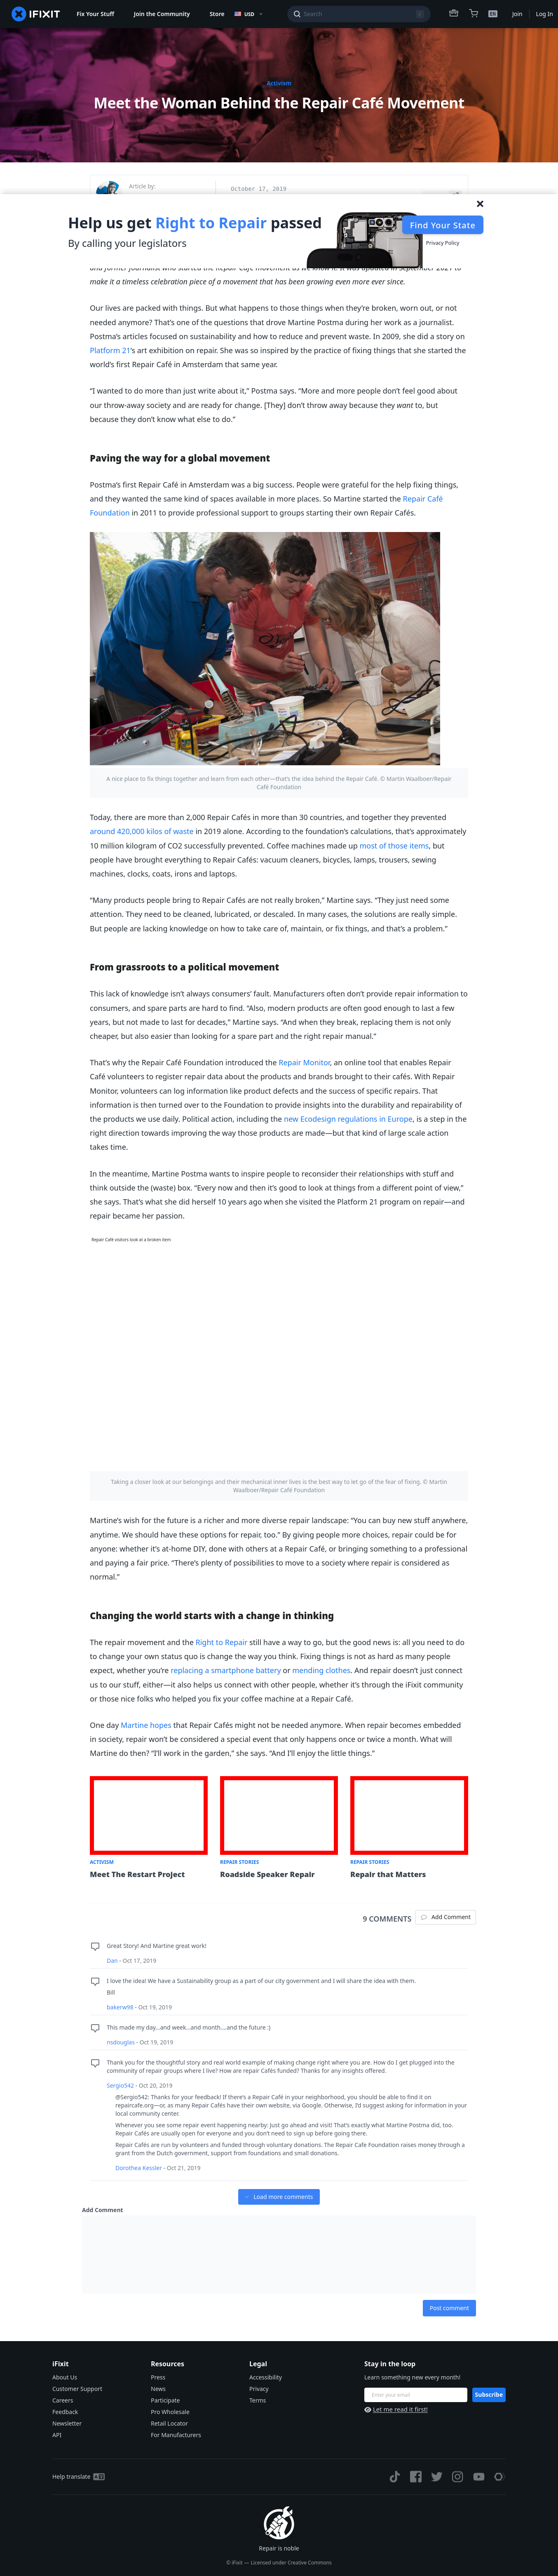 IFIXIT
Fix Your Stuff
Join the Community
Store
USD
Search
/
EN
Join
Log In
Activism
Meet the Woman Behind the Repair Café Movement
Article by:
October 17, 2019
Help us get Right to Repair passed
By calling your legislators
Find Your State
Privacy Policy
and former journalist who started the Repair Café movement as we know it. It was updated in September 2021 to
make it a timeless celebration piece of a movement that has been growing even more ever since.
Our lives are packed with things. But what happens to those things when they’re broken, worn out, or not
needed anymore? That’s one of the questions that drove Martine Postma during her work as a journalist.
Postma’s articles focused on sustainability and how to reduce and prevent waste. In 2009, she did a story on
Platform 21’s art exhibition on repair. She was so inspired by the practice of fixing things that she started the
world’s first Repair Café in Amsterdam that same year.
“I wanted to do more than just write about it,” Postma says. “More and more people don’t feel good about
our throw-away society and are ready for change. [They] don’t throw away because they want to, but
because they don’t know what else to do.”
Paving the way for a global movement
Postma’s first Repair Café in Amsterdam was a big success. People were grateful for the help fixing things,
and they wanted the same kind of spaces available in more places. So Martine started the Repair Café
Foundation in 2011 to provide professional support to groups starting their own Repair Cafés.
A nice place to fix things together and learn from each other—that’s the idea behind the Repair Café. © Martin Waalboer/Repair
Café Foundation
Today, there are more than 2,000 Repair Cafés in more than 30 countries, and together they prevented
around 420,000 kilos of waste in 2019 alone. According to the foundation’s calculations, that’s approximately
10 million kilogram of CO2 successfully prevented. Coffee machines made up most of those items, but
people have brought everything to Repair Cafés: vacuum cleaners, bicycles, lamps, trousers, sewing
machines, clocks, coats, irons and laptops.
“Many products people bring to Repair Cafés are not really broken,” Martine says. “They just need some
attention. They need to be cleaned, lubricated, or descaled. In many cases, the solutions are really simple.
But people are lacking knowledge on how to take care of, maintain, or fix things, and that’s a problem.”
From grassroots to a political movement
This lack of knowledge isn’t always consumers’ fault. Manufacturers often don’t provide repair information to
consumers, and spare parts are hard to find. “Also, modern products are often good enough to last a few
years, but not made to last for decades,” Martine says. “And when they break, replacing them is not only
cheaper, but also easier than looking for a spare part and the right repair manual.”
That’s why the Repair Café Foundation introduced the Repair Monitor, an online tool that enables Repair
Café volunteers to register repair data about the products and brands brought to their cafés. With Repair
Monitor, volunteers can log information like product defects and the success of specific repairs. That
information is then turned over to the Foundation to provide insights into the durability and repairability of
the products we use daily. Political action, including the new Ecodesign regulations in Europe, is a step in the
right direction towards improving the way those products are made—but that kind of large scale action
takes time.
In the meantime, Martine Postma wants to inspire people to reconsider their relationships with stuff and
think outside the (waste) box. “Every now and then it’s good to look at things from a different point of view,”
she says. That’s what she did herself 10 years ago when she visited the Platform 21 program on repair—and
repair became her passion.
Repair Café visitors look at a broken item
Taking a closer look at our belongings and their mechanical inner lives is the best way to let go of the fear of fixing. © Martin
Waalboer/Repair Café Foundation
Martine’s wish for the future is a richer and more diverse repair landscape: “You can buy new stuff anywhere,
anytime. We should have these options for repair, too.” By giving people more choices, repair could be for
anyone: whether it’s at-home DIY, done with others at a Repair Café, or bringing something to a professional
and paying a fair price. “There’s plenty of possibilities to move to a society where repair is considered as
normal.”
Changing the world starts with a change in thinking
The repair movement and the Right to Repair still have a way to go, but the good news is: all you need to do
to change your own status quo is change the way you think. Fixing things is not as hard as many people
expect, whether you’re replacing a smartphone battery or mending clothes. And repair doesn’t just connect
us to our stuff, either—it also helps us connect with other people, whether it’s through the iFixit community
or those nice folks who helped you fix your coffee machine at a Repair Café.
One day Martine hopes that Repair Cafés might not be needed anymore. When repair becomes embedded
in society, repair won’t be considered a special event that only happens once or twice a month. What will
Martine do then? “I’ll work in the garden,” she says. “And I’ll enjoy the little things.”
ACTIVISM
Meet The Restart Project
REPAIR STORIES
Roadside Speaker Repair
REPAIR STORIES
Repair that Matters
9 COMMENTS
Add Comment
Great Story! And Martine great work!
Dan - Oct 17, 2019
I love the idea! We have a Sustainability group as a part of our city government and I will share the idea with them.
Bill
bakerw98 - Oct 19, 2019
This made my day…and week…and month….and the future :)
nsdouglas - Oct 19, 2019
Thank you for the thoughtful story and real world example of making change right where you are. How do I get plugged into the
community of repair groups where I live? How are repair Cafés funded? Thanks for any insights offered.
Sergio542 - Oct 20, 2019
@Sergio542: Thanks for your feedback! If there’s a Repair Café in your neighborhood, you should be able to find it on
repaircafe.org—or, as many Repair Cafés have their own website, via Google. Otherwise, I’d suggest asking for information in your
local community center.
Whenever you see some repair event happening nearby: Just go ahead and visit! That’s exactly what Martine Postma did, too.
Repair Cafés are usually open for everyone and you don’t need to sign up before going there.
Repair Cafés are run by volunteers and funded through voluntary donations. The Repair Cafe Foundation raises money through a
grant from the Dutch government, support from foundations and small donations.
Dorothea Kessler - Oct 21, 2019
Load more comments
Add Comment
Post comment
iFixit
About Us
Customer Support
Careers
Feedback
Newsletter
API
Resources
Press
News
Participate
Pro Wholesale
Retail Locator
For Manufacturers
Legal
Accessibility
Privacy
Terms
Stay in the loop
Learn something new every month!
Enter your email
Subscribe
Let me read it first!
Help translate
Repair is noble
© iFixit — Licensed under Creative Commons